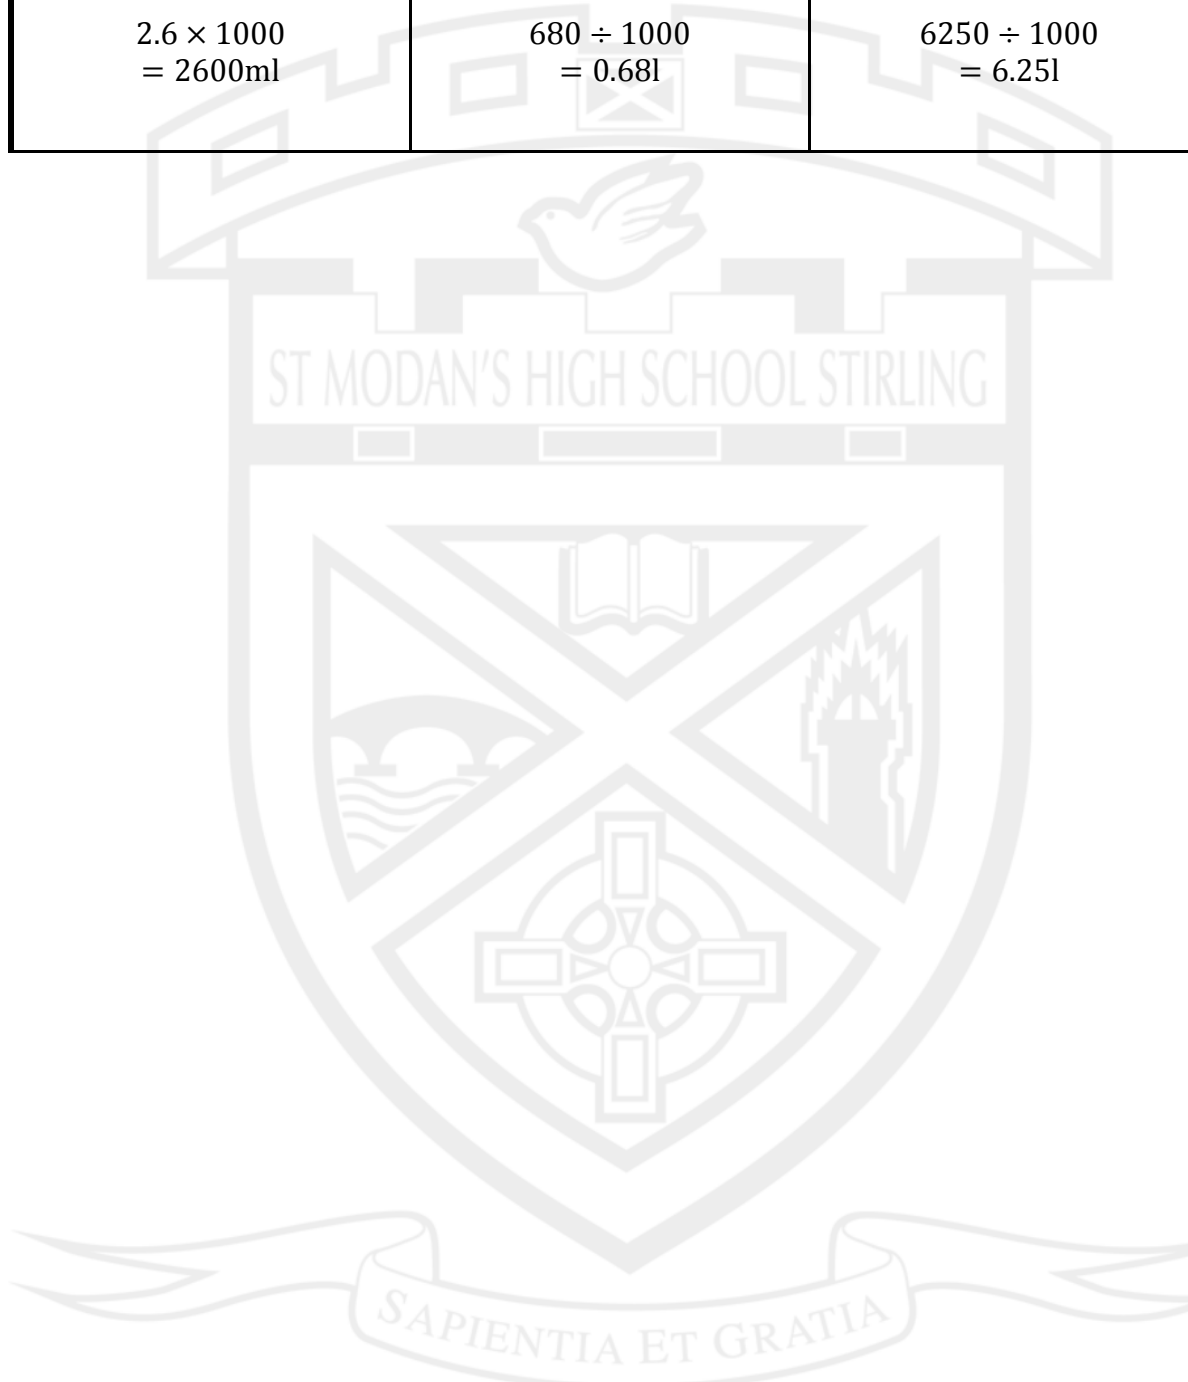 2.6 × 1000
= 2600ml
680 ÷ 1000
= 0.68l
6250 ÷ 1000
= 6.25l
ST MODAN'S HIGH SCHOOL STIRLING
SAPIENTIA ET GRATIA